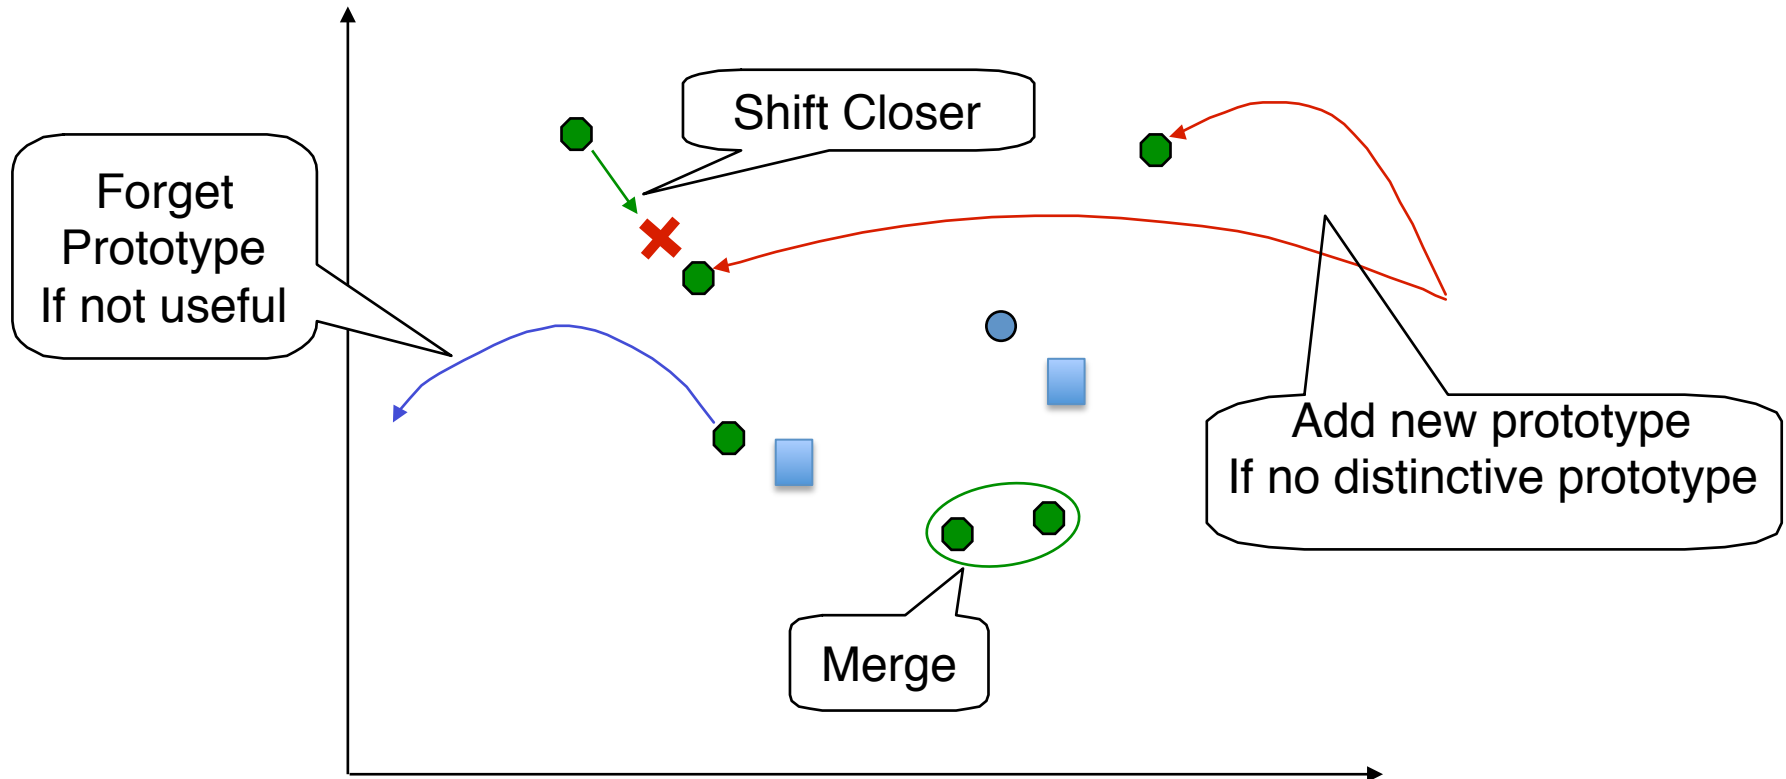 Shift Closer
Forget
Prototype
If not useful
Add new prototype
If no distinctive prototype
Merge